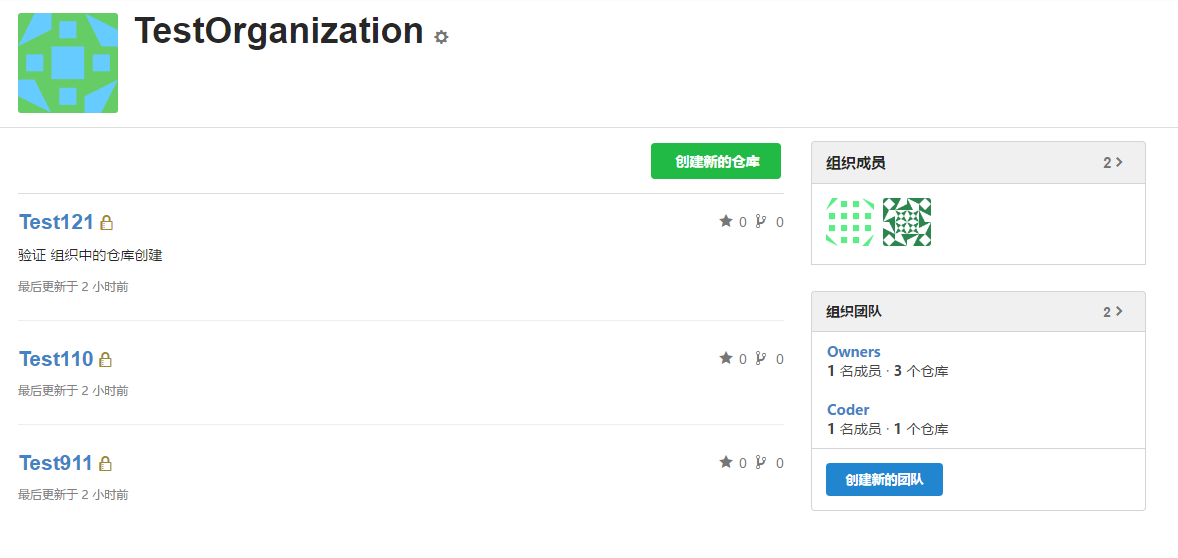 TestOrganization
创建新的仓库
Test121
0 0
验证 组织中的仓库创建
最后更新于 2 小时前
Test110
0 0
最后更新于 2 小时前
Test911
0 0
最后更新于 2 小时前
组织成员 2
组织团队 2
Owners
1 名成员 · 3 个仓库
Coder
1 名成员 · 1 个仓库
创建新的团队